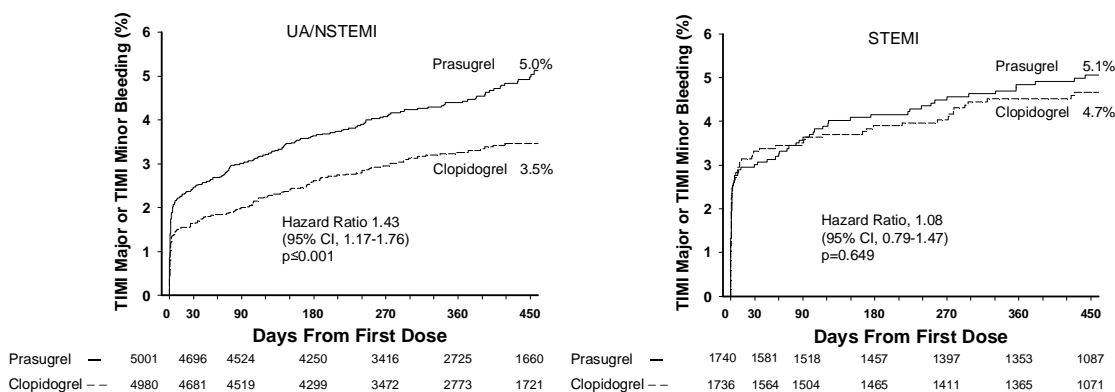 UA/NSTEMI
TIMI Major or TIMI Minor Bleeding (%)
6
5
4
3
2
1
0
Prasugrel 5.0%
Clopidogrel 3.5%
Hazard Ratio 1.43
(95% CI, 1.17-1.76)
p≤0.001
0 30 90 180 270 360 450
Days From First Dose
Prasugrel — 5001 4696 4524 4250 3416 2725 1660
Clopidogrel – – 4980 4681 4519 4299 3472 2773 1721
STEMI
TIMI Major or TIMI Minor Bleeding (%)
6
5
4
3
2
1
0
Prasugrel 5.1%
Clopidogrel 4.7%
Hazard Ratio, 1.08
(95% CI, 0.79-1.47)
p=0.649
0 30 90 180 270 360 450
Days From First Dose
Prasugrel — 1740 1581 1518 1457 1397 1353 1087
Clopidogrel – – 1736 1564 1504 1465 1411 1365 1071